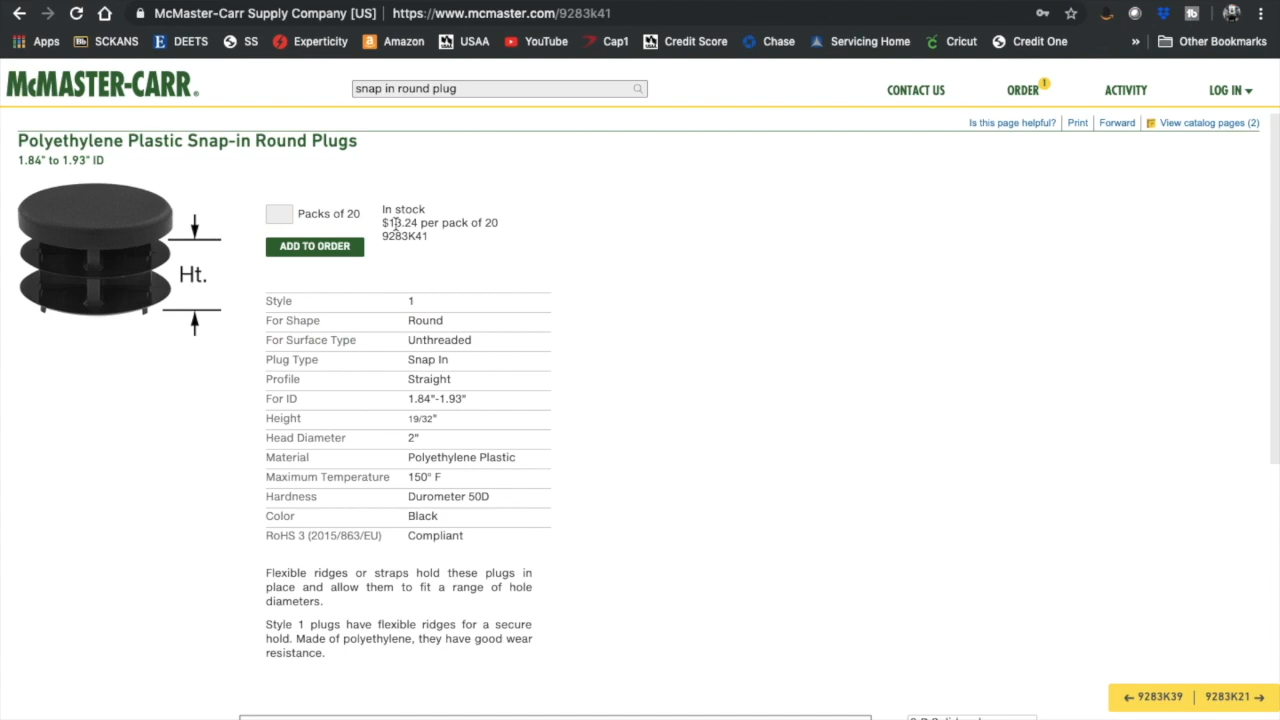 McMaster-Carr Supply Company [US] | https://www.mcmaster.com/9283k41
Apps SCKANS DEETS SS Experticity Amazon USAA YouTube Cap1 Credit Score Chase Servicing Home Cricut Credit One » Other Bookmarks
McMASTER-CARR®
snap in round plug
CONTACT US ORDER 1 ACTIVITY LOG IN
Is this page helpful? Print Forward View catalog pages (2)
Polyethylene Plastic Snap-in Round Plugs
1.84" to 1.93" ID
Ht.
Packs of 20
ADD TO ORDER
In stock
$13.24 per pack of 20
9283K41
Style 1
For Shape Round
For Surface Type Unthreaded
Plug Type Snap In
Profile Straight
For ID 1.84"-1.93"
Height 19/32"
Head Diameter 2"
Material Polyethylene Plastic
Maximum Temperature 150° F
Hardness Durometer 50D
Color Black
RoHS 3 (2015/863/EU) Compliant
Flexible ridges or straps hold these plugs in
place and allow them to fit a range of hole
diameters.
Style 1 plugs have flexible ridges for a secure
hold. Made of polyethylene, they have good wear
resistance.
9283K39 | 9283K21